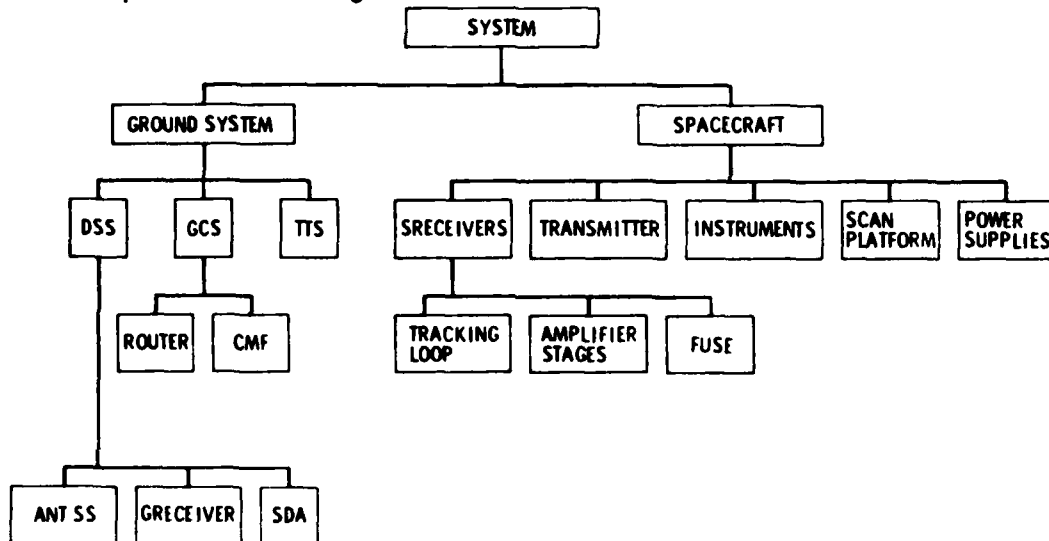 SYSTEM
GROUND SYSTEM
SPACECRAFT
DSS
GCS
TTS
SRECEIVERS
TRANSMITTER
INSTRUMENTS
SCAN
PLATFORM
POWER
SUPPLIES
ROUTER
CMF
TRACKING
LOOP
AMPLIFIER
STAGES
FUSE
ANT SS
GRECEIVER
SDA